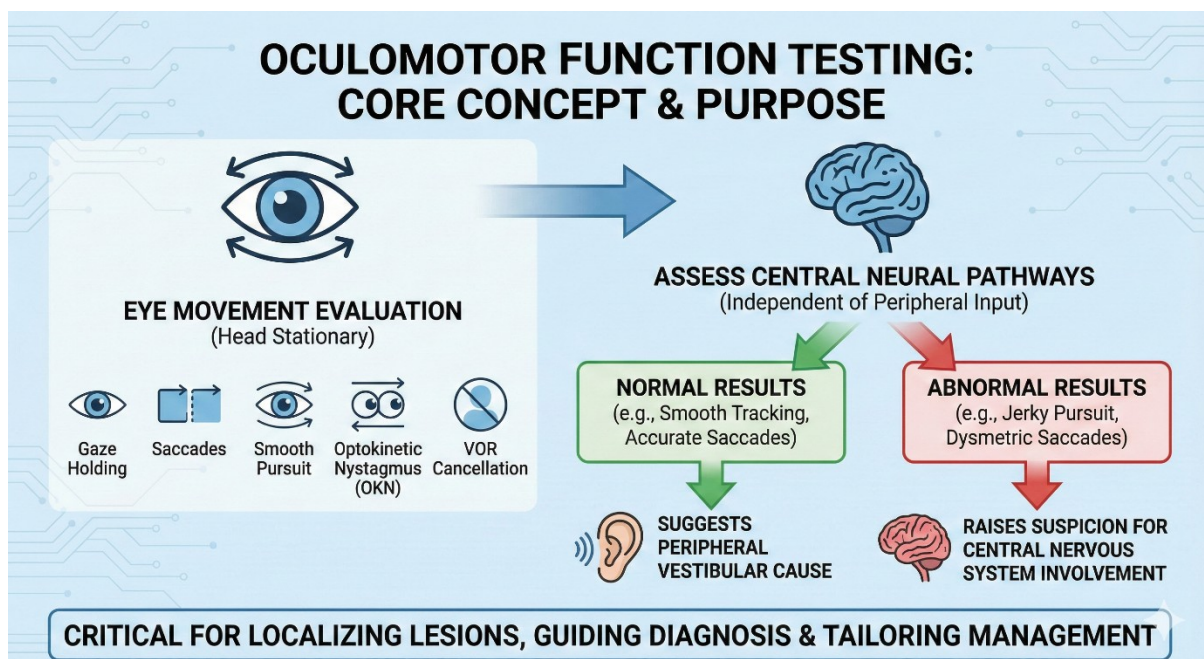 OCULOMOTOR FUNCTION TESTING:
CORE CONCEPT & PURPOSE
EYE MOVEMENT EVALUATION
(Head Stationary)
Gaze
Holding
Saccades
Smooth
Pursuit
Optokinetic
Nystagmus
(OKN)
VOR
Cancellation
ASSESS CENTRAL NEURAL PATHWAYS
(Independent of Peripheral Input)
NORMAL RESULTS
(e.g., Smooth Tracking,
Accurate Saccades)
SUGGESTS
PERIPHERAL
VESTIBULAR CAUSE
ABNORMAL RESULTS
(e.g., Jerky Pursuit,
Dysmetric Saccades)
RAISES SUSPICION FOR
CENTRAL NERVOUS
SYSTEM INVOLVEMENT
CRITICAL FOR LOCALIZING LESIONS, GUIDING DIAGNOSIS & TAILORING MANAGEMENT